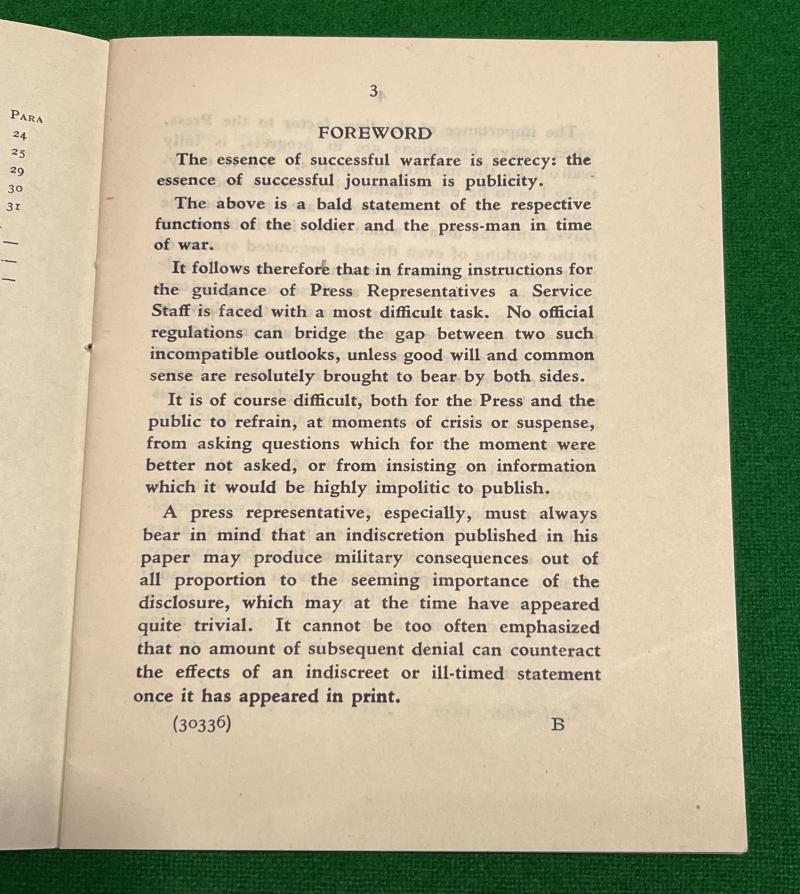 PARA
24
25
29
30
31
—
—
—
3
FOREWORD
The essence of successful warfare is secrecy: the
essence of successful journalism is publicity.
The above is a bald statement of the respective
functions of the soldier and the press-man in time
of war.
It follows therefore that in framing instructions for
the guidance of Press Representatives a Service
Staff is faced with a most difficult task. No official
regulations can bridge the gap between two such
incompatible outlooks, unless good will and common
sense are resolutely brought to bear by both sides.
It is of course difficult, both for the Press and the
public to refrain, at moments of crisis or suspense,
from asking questions which for the moment were
better not asked, or from insisting on information
which it would be highly impolitic to publish.
A press representative, especially, must always
bear in mind that an indiscretion published in his
paper may produce military consequences out of
all proportion to the seeming importance of the
disclosure, which may at the time have appeared
quite trivial. It cannot be too often emphasized
that no amount of subsequent denial can counteract
the effects of an indiscreet or ill-timed statement
once it has appeared in print.
(30336) B